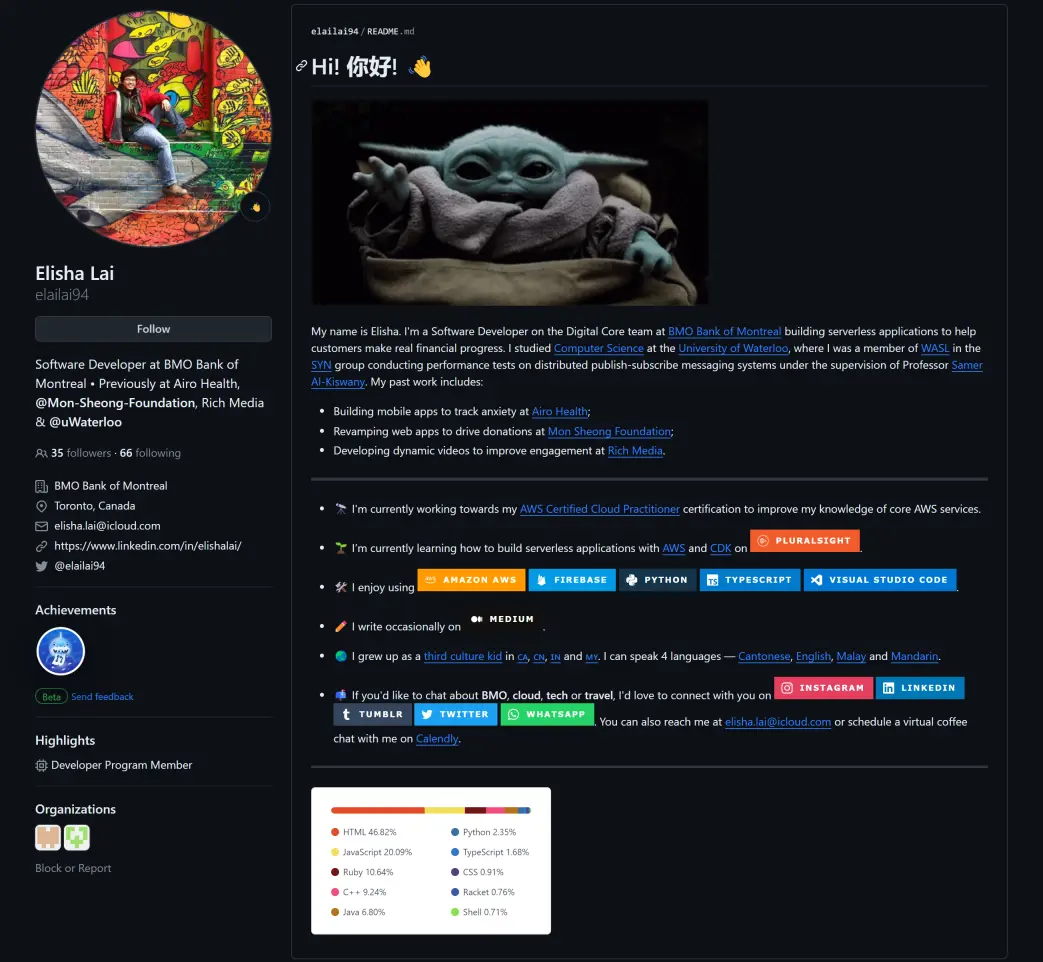 Elisha Lai
elailai94
Follow
Software Developer at BMO Bank of
Montreal • Previously at Airo Health,
@Mon-Sheong-Foundation, Rich Media
& @uWaterloo
35 followers · 66 following
BMO Bank of Montreal
Toronto, Canada
elisha.lai@icloud.com
https://www.linkedin.com/in/elishalai/
@elailai94
Achievements
Beta Send feedback
Highlights
Developer Program Member
Organizations
Block or Report
elailai94/README.md
Hi! 你好! 👋
My name is Elisha. I'm a Software Developer on the Digital Core team at BMO Bank of Montreal building serverless applications to help
customers make real financial progress. I studied Computer Science at the University of Waterloo, where I was a member of WASL in the
SYN group conducting performance tests on distributed publish-subscribe messaging systems under the supervision of Professor Samer
Al-Kiswany. My past work includes:
• Building mobile apps to track anxiety at Airo Health;
• Revamping web apps to drive donations at Mon Sheong Foundation;
• Developing dynamic videos to improve engagement at Rich Media.
• 🔭 I'm currently working towards my AWS Certified Cloud Practitioner certification to improve my knowledge of core AWS services.
• 🌱 I'm currently learning how to build serverless applications with AWS and CDK on PLURALSIGHT.
• 🛠 I enjoy using AMAZON AWS FIREBASE PYTHON TYPESCRIPT VISUAL STUDIO CODE.
• ✏️ I write occasionally on MEDIUM.
• 🌏 I grew up as a third culture kid in CA, CN, IN and MY. I can speak 4 languages — Cantonese, English, Malay and Mandarin.
• 📫 If you'd like to chat about BMO, cloud, tech or travel, I'd love to connect with you on INSTAGRAM LINKEDIN
TUMBLR TWITTER WHATSAPP. You can also reach me at elisha.lai@icloud.com or schedule a virtual coffee
chat with me on Calendly.
HTML 46.82%
JavaScript 20.09%
Ruby 10.64%
C++ 9.24%
Java 6.80%
Python 2.35%
TypeScript 1.68%
CSS 0.91%
Racket 0.76%
Shell 0.71%